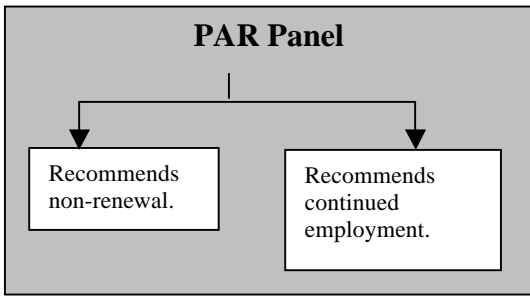 PAR Panel
Recommends
non-renewal.
Recommends
continued
employment.